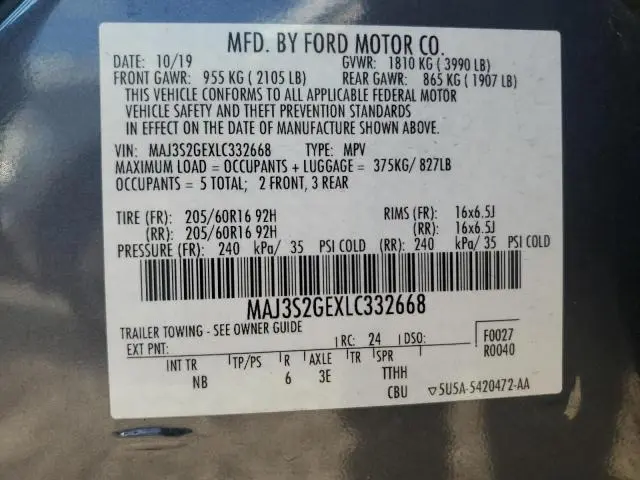 MFD. BY FORD MOTOR CO.
DATE: 10/19 GVWR: 1810 KG ( 3990 LB)
FRONT GAWR: 955 KG ( 2105 LB) REAR GAWR: 865 KG ( 1907 LB)
THIS VEHICLE CONFORMS TO ALL APPLICABLE FEDERAL MOTOR
VEHICLE SAFETY AND THEFT PREVENTION STANDARDS
IN EFFECT ON THE DATE OF MANUFACTURE SHOWN ABOVE.
VIN: MAJ3S2GEXLC332668 TYPE: MPV
MAXIMUM LOAD = OCCUPANTS + LUGGAGE = 375KG/ 827LB
OCCUPANTS = 5 TOTAL; 2 FRONT, 3 REAR
TIRE (FR): 205/60R16 92H RIMS (FR): 16x6.5J
(RR): 205/60R16 92H (RR): 16x6.5J
PRESSURE (FR): 240 kPa/ 35 PSI COLD (RR): 240 kPa/ 35 PSI COLD
MAJ3S2GEXLC332668
TRAILER TOWING - SEE OWNER GUIDE
EXT PNT: RC: 24 DSO: F0027
R0040
INT TR TP/PS R AXLE TR SPR
NB 6 3E TTHH
CBU ▽5U5A-5420472-AA